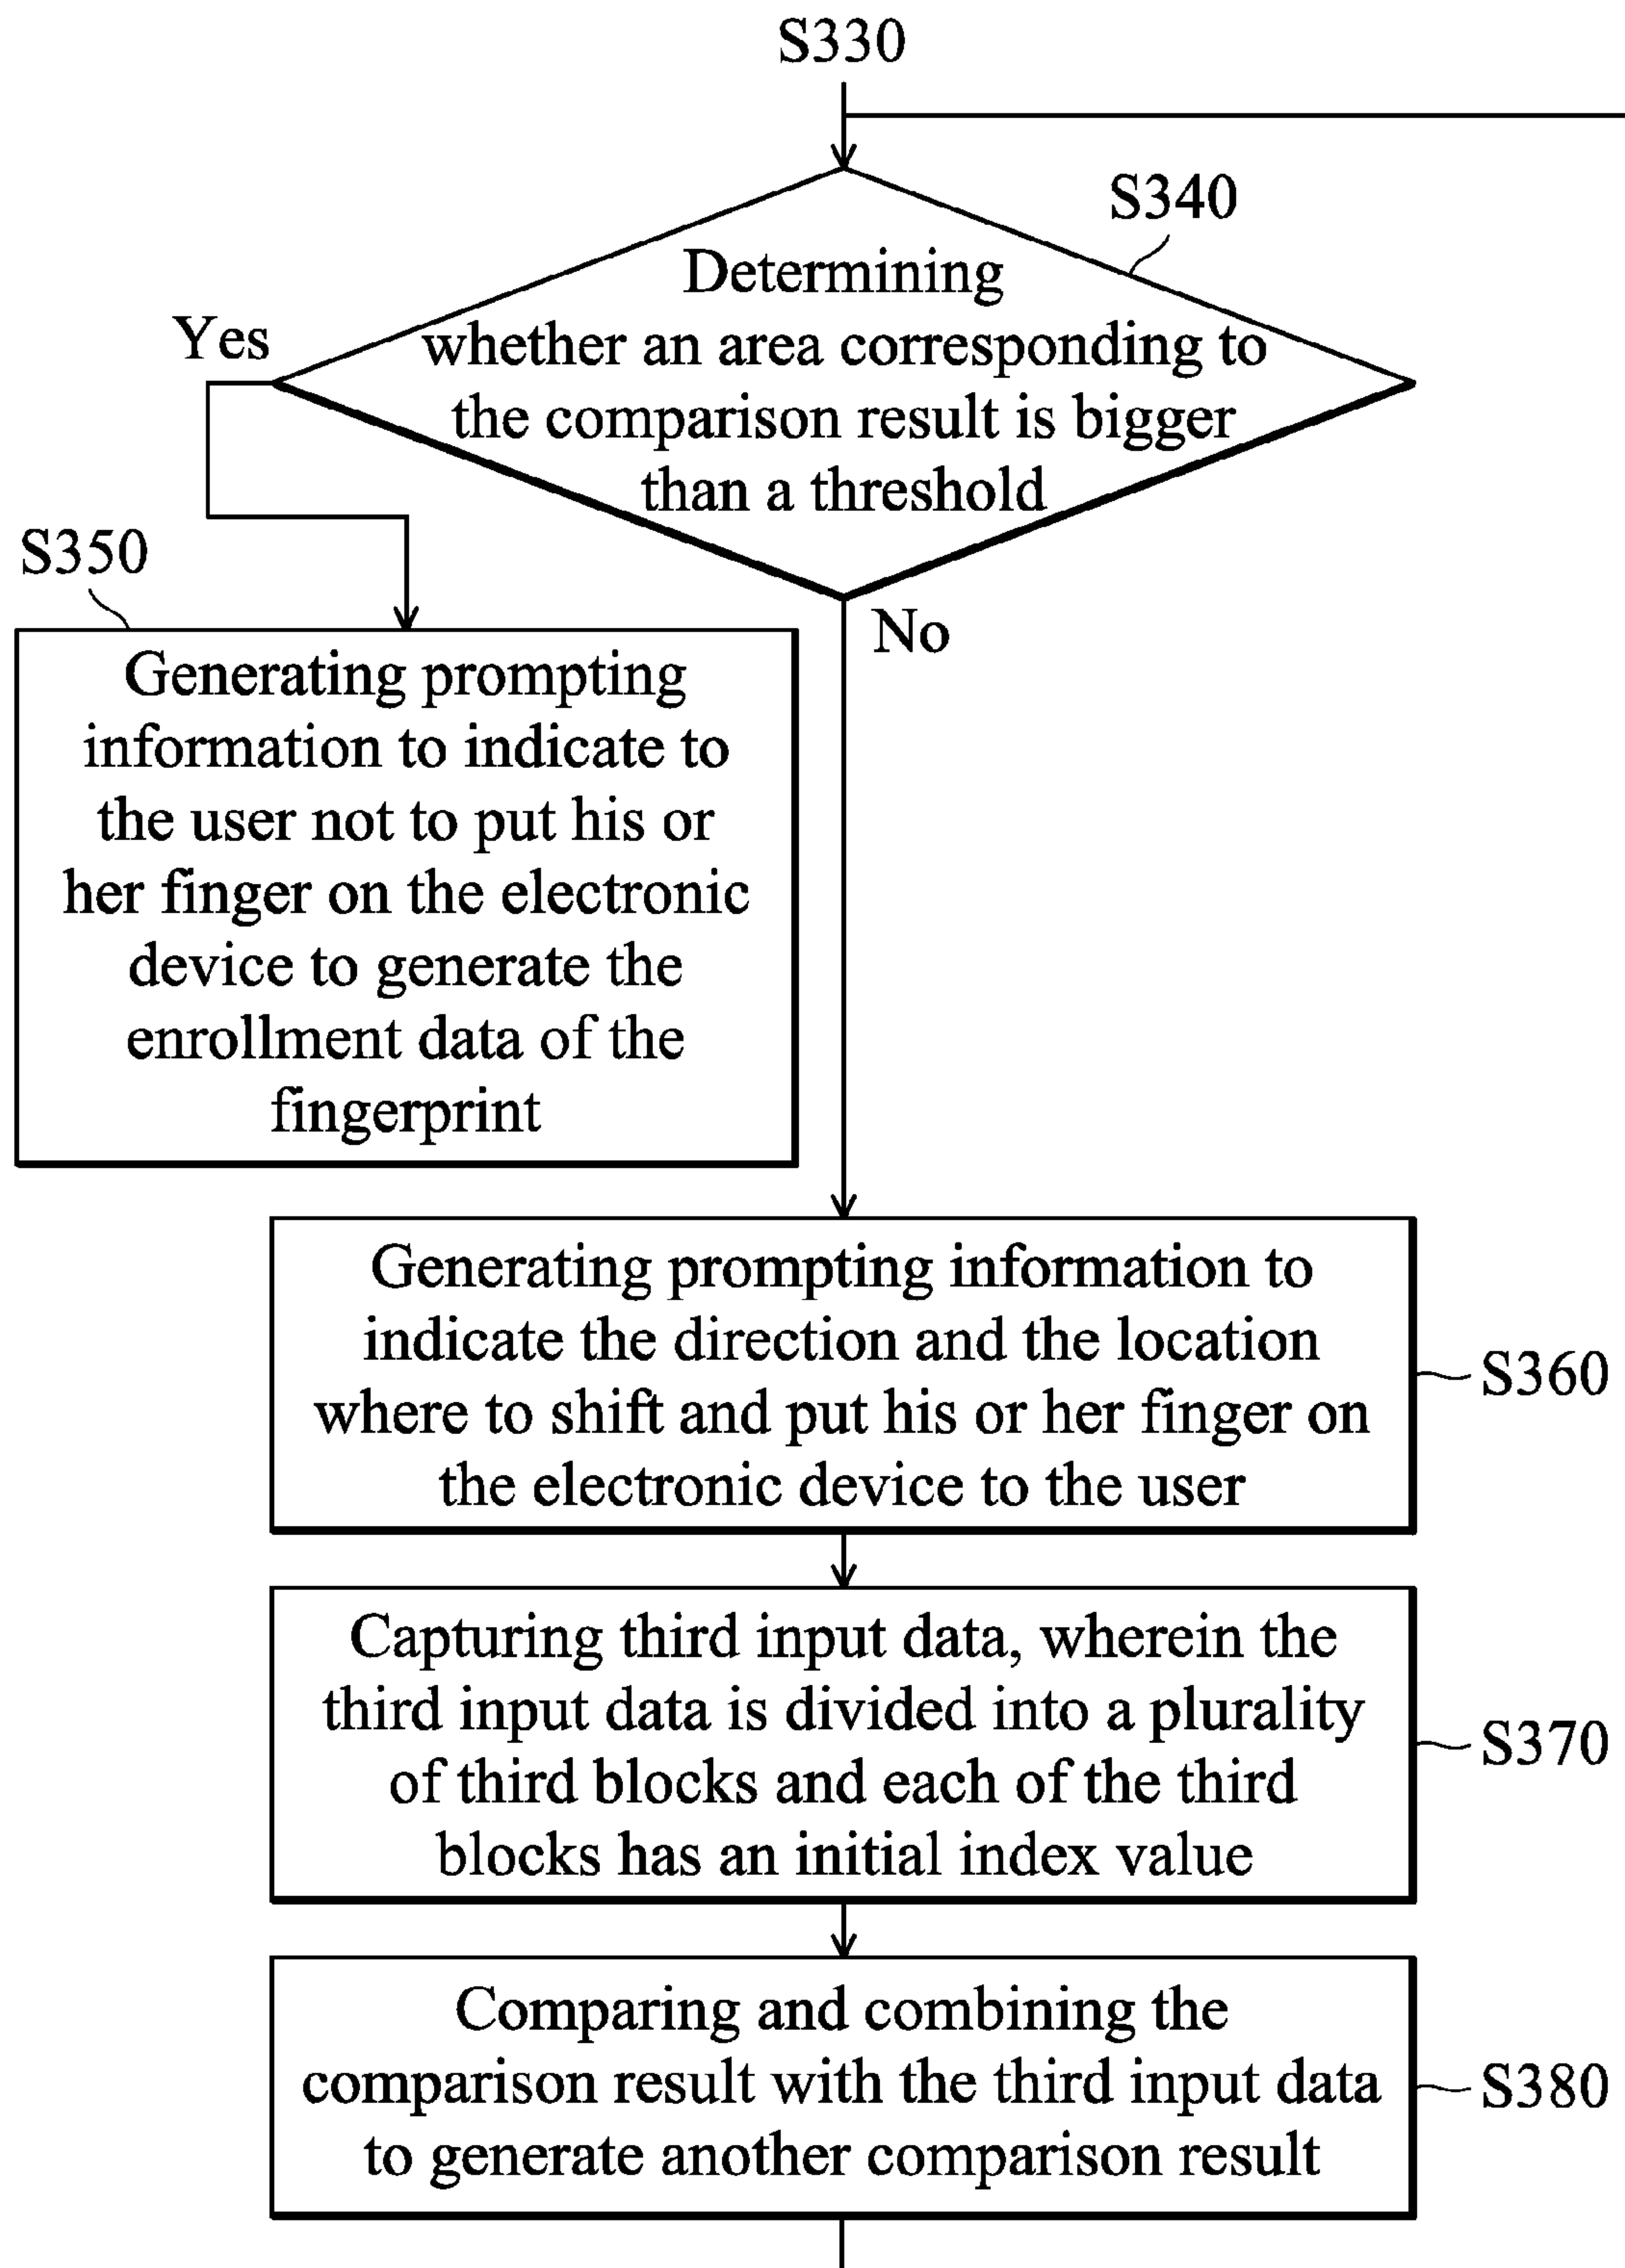 S330
S340
Determining
whether an area corresponding to
the comparison result is bigger
than a threshold
Yes
No
S350
Generating prompting
information to indicate to
the user not to put his or
her finger on the electronic
device to generate the
enrollment data of the
fingerprint
Generating prompting information to
indicate the direction and the location
where to shift and put his or her finger on
the electronic device to the user
S360
Capturing third input data, wherein the
third input data is divided into a plurality
of third blocks and each of the third
blocks has an initial index value
S370
Comparing and combining the
comparison result with the third input data
to generate another comparison result
S380